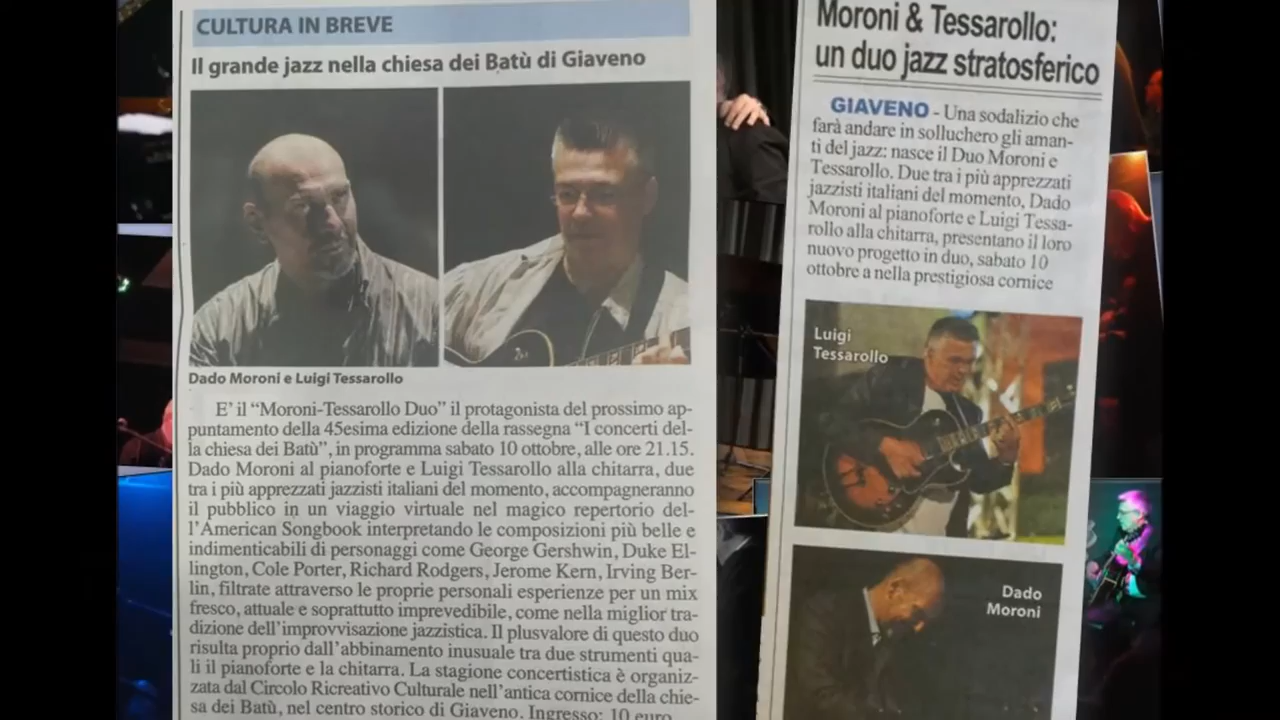 CULTURA IN BREVE
Il grande jazz nella chiesa dei Batù di Giaveno
Dado Moroni e Luigi Tessarollo
E' il “Moroni-Tessarollo Duo” il protagonista del prossimo ap-
puntamento della 45esima edizione della rassegna “I concerti del-
la chiesa dei Batù”, in programma sabato 10 ottobre, alle ore 21.15.
Dado Moroni al pianoforte e Luigi Tessarollo alla chitarra, due
tra i più apprezzati jazzisti italiani del momento, accompagneranno
il pubblico in un viaggio virtuale nel magico repertorio del-
l'American Songbook interpretando le composizioni più belle e
indimenticabili di personaggi come George Gershwin, Duke El-
lington, Cole Porter, Richard Rodgers, Jerome Kern, Irving Ber-
lin, filtrate attraverso le proprie personali esperienze per un mix
fresco, attuale e soprattutto imprevedibile, come nella miglior tra-
dizione dell'improvvisazione jazzistica. Il plusvalore di questo duo
risulta proprio dall'abbinamento inusuale tra due strumenti qua-
li il pianoforte e la chitarra. La stagione concertistica è organiz-
zata dal Circolo Ricreativo Culturale nell'antica cornice della chie-
sa dei Batù, nel centro storico di Giaveno. Ingresso: 10 euro
Moroni & Tessarollo:
un duo jazz stratosferico
GIAVENO - Una sodalizio che
farà andare in solluchero gli aman-
ti del jazz: nasce il Duo Moroni e
Tessarollo. Due tra i più apprezzati
jazzisti italiani del momento, Dado
Moroni al pianoforte e Luigi Tessa-
rollo alla chitarra, presentano il loro
nuovo progetto in duo, sabato 10
ottobre a nella prestigiosa cornice
Luigi
Tessarollo
Dado
Moroni